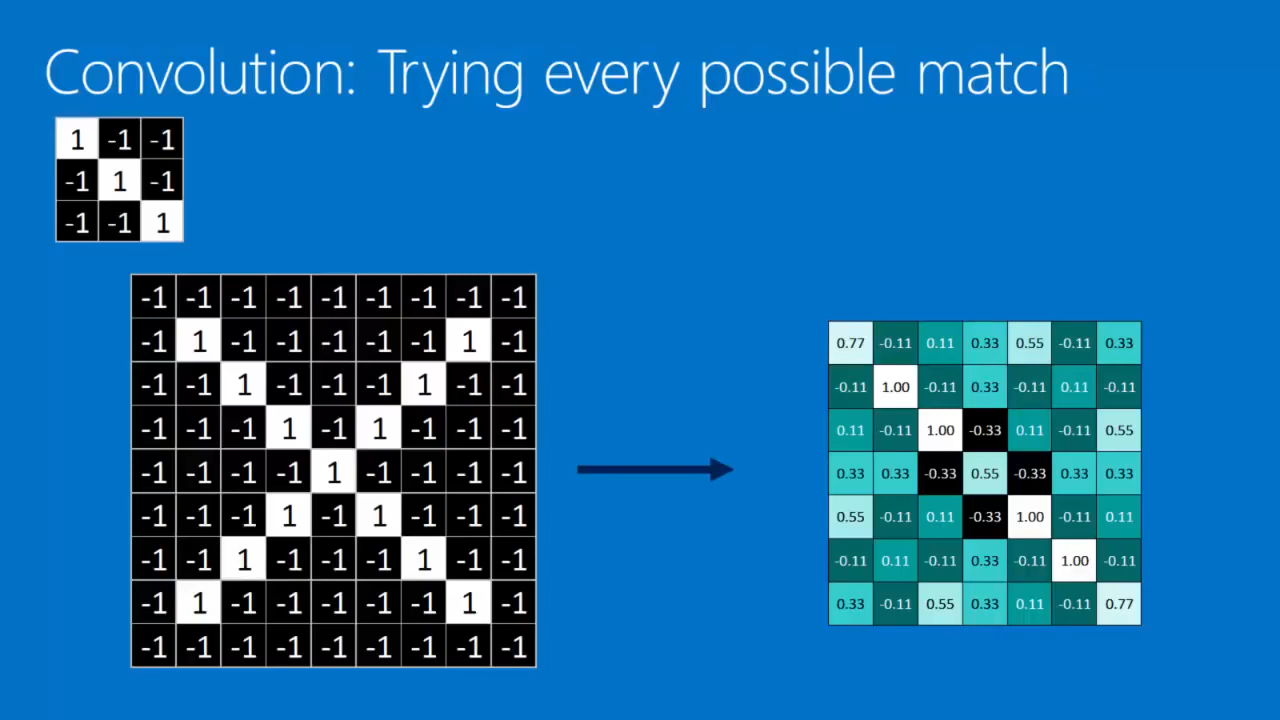 Convolution: Trying every possible match
1 -1 -1
-1 1 -1
-1 -1 1
-1 -1 -1 -1 -1 -1 -1 -1 -1
-1 1 -1 -1 -1 -1 -1 1 -1
-1 -1 1 -1 -1 -1 1 -1 -1
-1 -1 -1 1 -1 1 -1 -1 -1
-1 -1 -1 -1 1 -1 -1 -1 -1
-1 -1 -1 1 -1 1 -1 -1 -1
-1 -1 1 -1 -1 -1 1 -1 -1
-1 1 -1 -1 -1 -1 -1 1 -1
-1 -1 -1 -1 -1 -1 -1 -1 -1
0.77 -0.11 0.11 0.33 0.55 -0.11 0.33
-0.11 1.00 -0.11 0.33 -0.11 0.11 -0.11
0.11 -0.11 1.00 -0.33 0.11 -0.11 0.55
0.33 0.33 -0.33 0.55 -0.33 0.33 0.33
0.55 -0.11 0.11 -0.33 1.00 -0.11 0.11
-0.11 0.11 -0.11 0.33 -0.11 1.00 -0.11
0.33 -0.11 0.55 0.33 0.11 -0.11 0.77